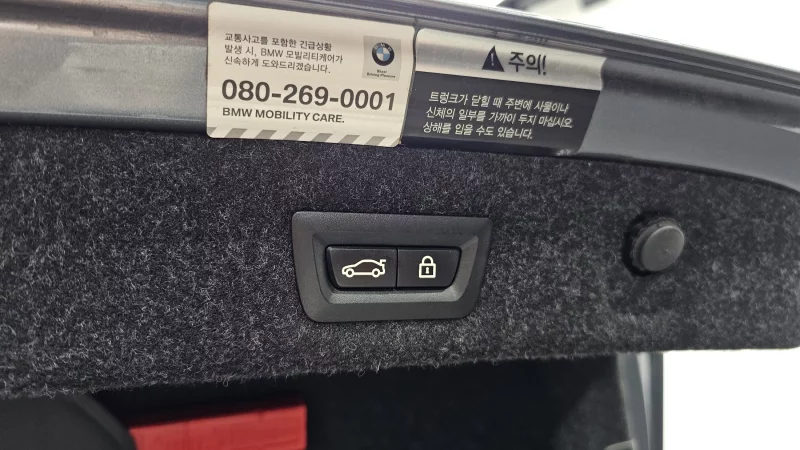 교통사고를 포함한 긴급상황
발생 시, BMW 모빌리티케어가
신속하게 도와드리겠습니다.
080-269-0001
BMW MOBILITY CARE.
주의!
트렁크가 닫힐 때 주변에 사물이나
신체의 일부를 가까이 두지 마십시오.
상해를 입을 수도 있습니다.